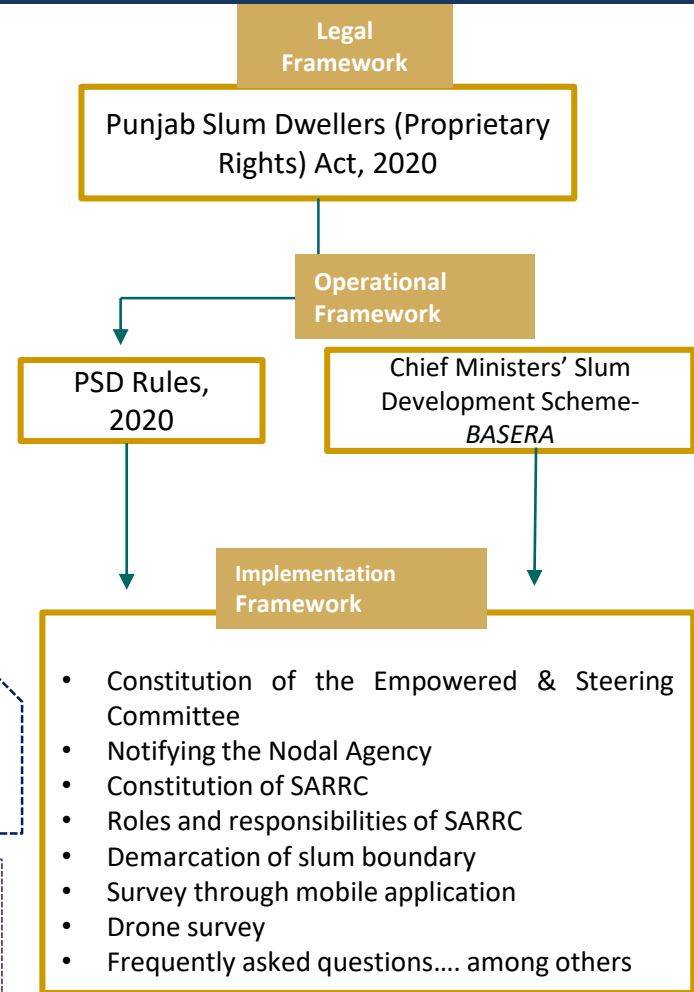 Legal
Framework
Punjab Slum Dwellers (Proprietary
Rights) Act, 2020
Operational
Framework
PSD Rules,
2020
Chief Ministers’ Slum
Development Scheme-
BASERA
Implementation
Framework
• Constitution of the Empowered & Steering
Committee
• Notifying the Nodal Agency
• Constitution of SARRC
• Roles and responsibilities of SARRC
• Demarcation of slum boundary
• Survey through mobile application
• Drone survey
• Frequently asked questions…. among others